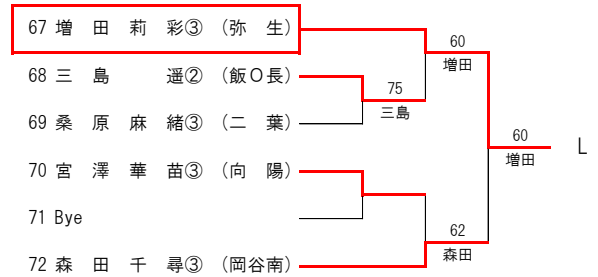 67 増田莉彩③ (弥生)
60
増田
68 三島 遥② (飯O長)
75
三島
69 桑原麻緒③ (二葉)
60
増田
L
70 宮澤華苗③ (向陽)
71 Bye
62
森田
72 森田千尋③ (岡谷南)